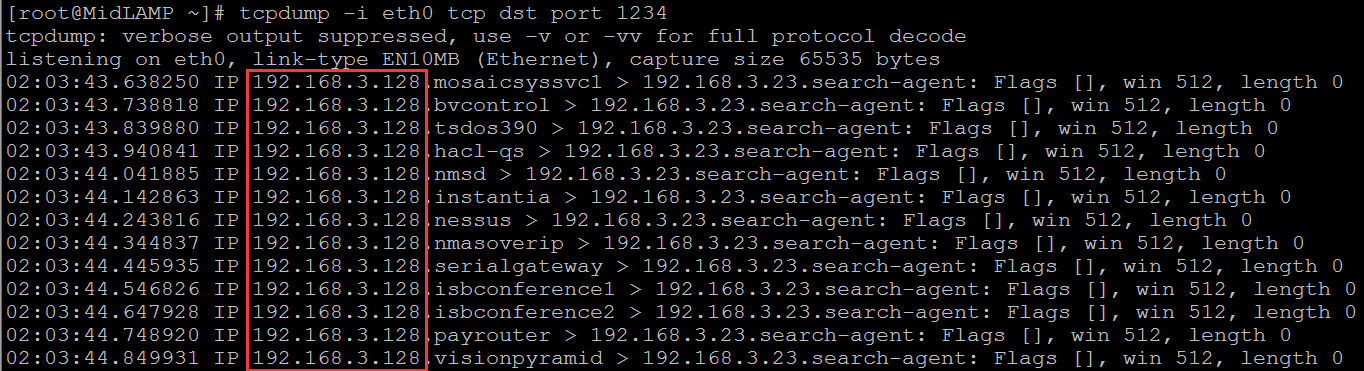 [root@MidLAMP ~]# tcpdump -i eth0 tcp dst port 1234
tcpdump: verbose output suppressed, use -v or -vv for full protocol decode
listening on eth0, link-type EN10MB (Ethernet), capture size 65535 bytes
02:03:43.638250 IP 192.168.3.128.mosaicsyssvc1 > 192.168.3.23.search-agent: Flags [], win 512, length 0
02:03:43.738818 IP 192.168.3.128.bvcontrol > 192.168.3.23.search-agent: Flags [], win 512, length 0
02:03:43.839880 IP 192.168.3.128.tsdos390 > 192.168.3.23.search-agent: Flags [], win 512, length 0
02:03:43.940841 IP 192.168.3.128.hacl-qs > 192.168.3.23.search-agent: Flags [], win 512, length 0
02:03:44.041885 IP 192.168.3.128.nmsd > 192.168.3.23.search-agent: Flags [], win 512, length 0
02:03:44.142863 IP 192.168.3.128.instantia > 192.168.3.23.search-agent: Flags [], win 512, length 0
02:03:44.243816 IP 192.168.3.128.nessus > 192.168.3.23.search-agent: Flags [], win 512, length 0
02:03:44.344837 IP 192.168.3.128.nmasoverip > 192.168.3.23.search-agent: Flags [], win 512, length 0
02:03:44.445935 IP 192.168.3.128.serialgateway > 192.168.3.23.search-agent: Flags [], win 512, length 0
02:03:44.546826 IP 192.168.3.128.isbconference1 > 192.168.3.23.search-agent: Flags [], win 512, length 0
02:03:44.647928 IP 192.168.3.128.isbconference2 > 192.168.3.23.search-agent: Flags [], win 512, length 0
02:03:44.748920 IP 192.168.3.128.payrouter > 192.168.3.23.search-agent: Flags [], win 512, length 0
02:03:44.849931 IP 192.168.3.128.visionpyramid > 192.168.3.23.search-agent: Flags [], win 512, length 0